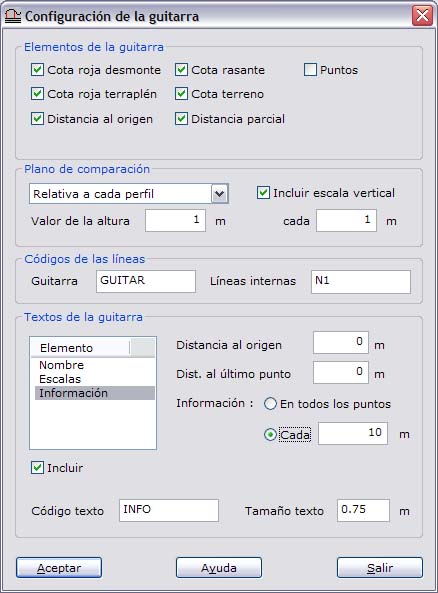 Configuración de la guitarra
Elementos de la guitarra
Cota roja desmonte Cota rasante Puntos
Cota roja terraplén Cota terreno
Distancia al origen Distancia parcial
Plano de comparación
Relativa a cada perfil Incluir escala vertical
Valor de la altura 1 m cada 1 m
Códigos de las líneas
Guitarra GUITAR Líneas internas N1
Textos de la guitarra
Elemento
Nombre
Escalas
Información
Distancia al origen 0 m
Dist. al último punto 0 m
Información : En todos los puntos
Cada 10 m
Incluir
Código texto INFO Tamaño texto 0.75 m
Aceptar Ayuda Salir